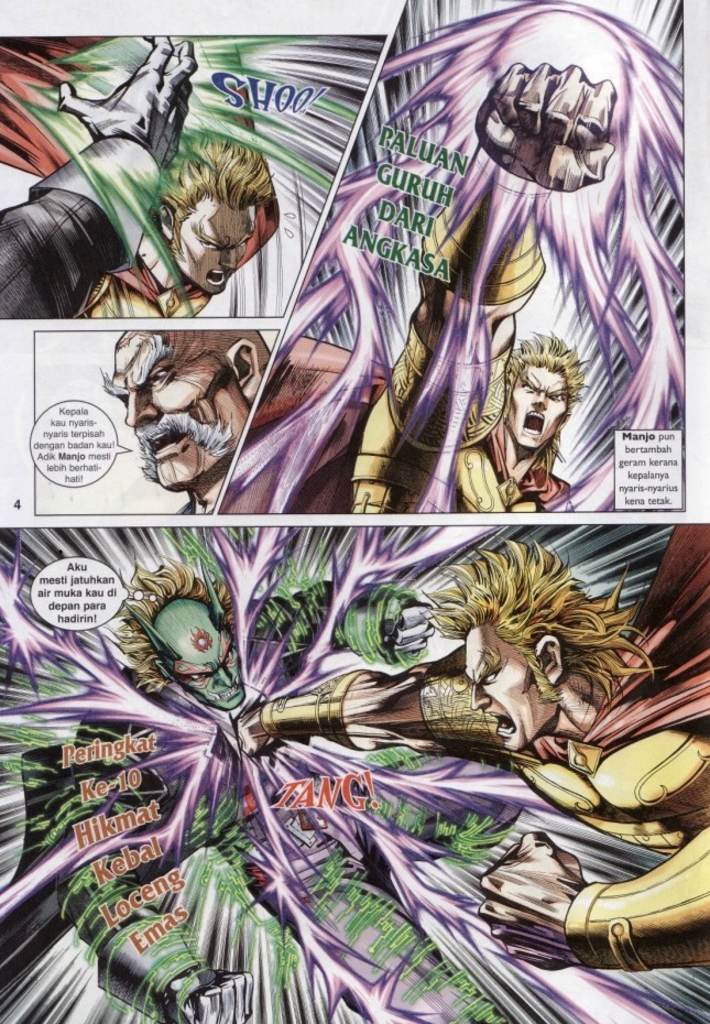 SHOO!
PALUAN
GURUH
DARI
ANGKASA
Kepala
kau nyaris-
nyaris terpisah
dengan badan kau!
Adik Manjo mesti
lebih berhati-
hati!
Manjo pun
bertambah
geram kerana
kepalanya
nyaris-nyarius
kena tetak.
4
Aku
mesti jatuhkan
air muka kau di
depan para
hadirin!
Peringkat
Ke-10
Hikmat
Kebal
Loceng
Emas
TANG!